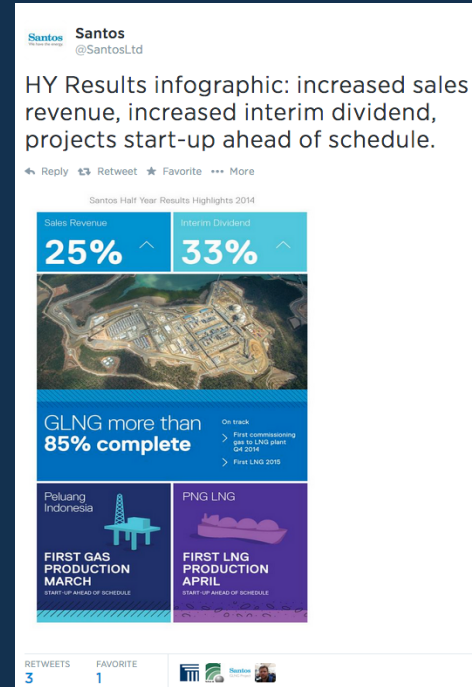 Santos
We have the energy.
Santos
@SantosLtd
HY Results infographic: increased sales
revenue, increased interim dividend,
projects start-up ahead of schedule.
Reply Retweet Favorite More
Santos Half Year Results Highlights 2014
Sales Revenue
25%
Interim Dividend
33%
GLNG more than
85% complete
On track
First commissioning
gas to LNG plant
Q4 2014
First LNG 2015
Peluang
Indonesia
FIRST GAS
PRODUCTION
MARCH
START-UP AHEAD OF SCHEDULE
PNG LNG
FIRST LNG
PRODUCTION
APRIL
START-UP AHEAD OF SCHEDULE
RETWEETS
3
FAVORITE
1
Santos